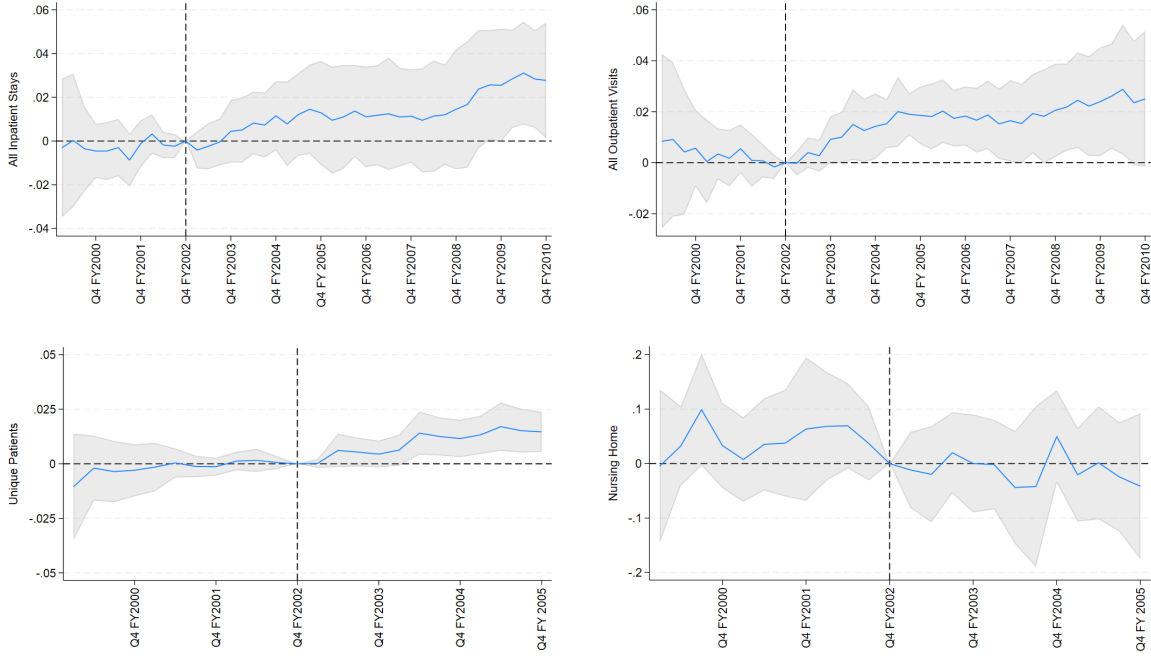 All Inpatient Stays
.06
.04
.02
0
-.02
-.04
Q4 FY2000
Q4 FY2001
Q4 FY2002
Q4 FY2003
Q4 FY2004
Q4 FY 2005
Q4 FY2006
Q4 FY2007
Q4 FY2008
Q4 FY2009
Q4 FY2010
All Outpatient Visits
.06
.04
.02
0
-.02
Q4 FY2000
Q4 FY2001
Q4 FY2002
Q4 FY2003
Q4 FY2004
Q4 FY 2005
Q4 FY2006
Q4 FY2007
Q4 FY2008
Q4 FY2009
Q4 FY2010
Unique Patients
.05
.025
0
-.025
-.05
Q4 FY2000
Q4 FY2001
Q4 FY2002
Q4 FY2003
Q4 FY2004
Q4 FY 2005
Nursing Home
.2
.1
0
-.1
-.2
Q4 FY2000
Q4 FY2001
Q4 FY2002
Q4 FY2003
Q4 FY2004
Q4 FY 2005